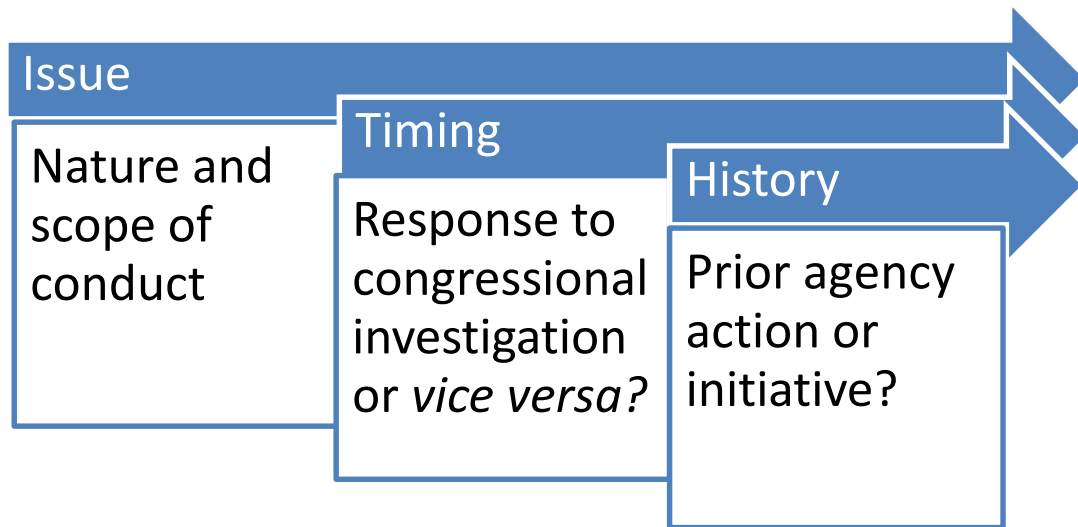 Issue
Nature and
scope of
conduct
Timing
Response to
congressional
investigation
or vice versa?
History
Prior agency
action or
initiative?